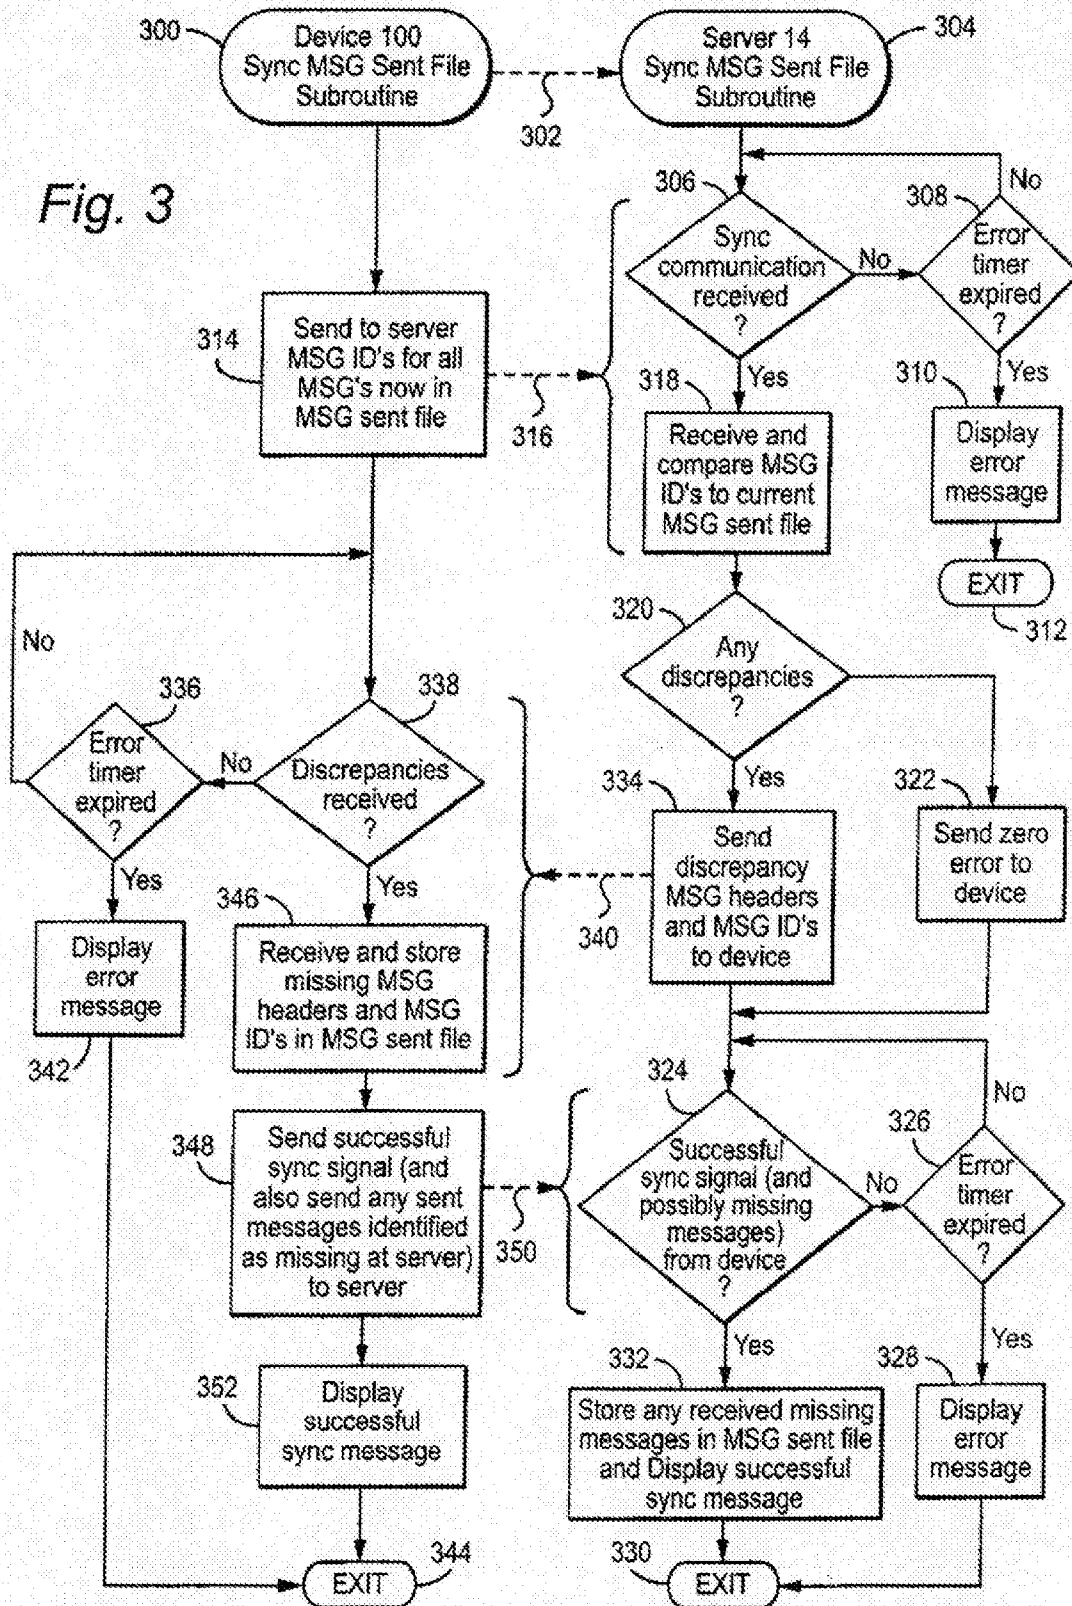 300
Device 100
Sync MSG Sent File
Subroutine
302
Server 14
Sync MSG Sent File
Subroutine
304
Fig. 3
306
Sync
communication
received
?
No
Yes
308
Error
timer
expired
?
No
Yes
310
Display
error
message
EXIT
312
314
Send to server
MSG ID's for all
MSG's now in
MSG sent file
316
318
Receive and
compare MSG
ID's to current
MSG sent file
320
Any
discrepancies
?
Yes
322
Send zero
error to
device
334
Send
discrepancy
MSG headers
and MSG ID's
to device
340
336
Error
timer
expired
?
No
Yes
338
Discrepancies
received
?
No
Yes
342
Display
error
message
346
Receive and store
missing MSG
headers and MSG
ID's in MSG sent file
348
Send successful
sync signal (and
also send any sent
messages identified
as missing at server)
to server
350
324
Successful
sync signal (and
possibly missing
messages)
from device
?
No
Yes
326
Error
timer
expired
?
No
Yes
328
Display
error
message
332
Store any received missing
messages in MSG sent file
and Display successful
sync message
352
Display
successful
sync message
EXIT
344
330
EXIT